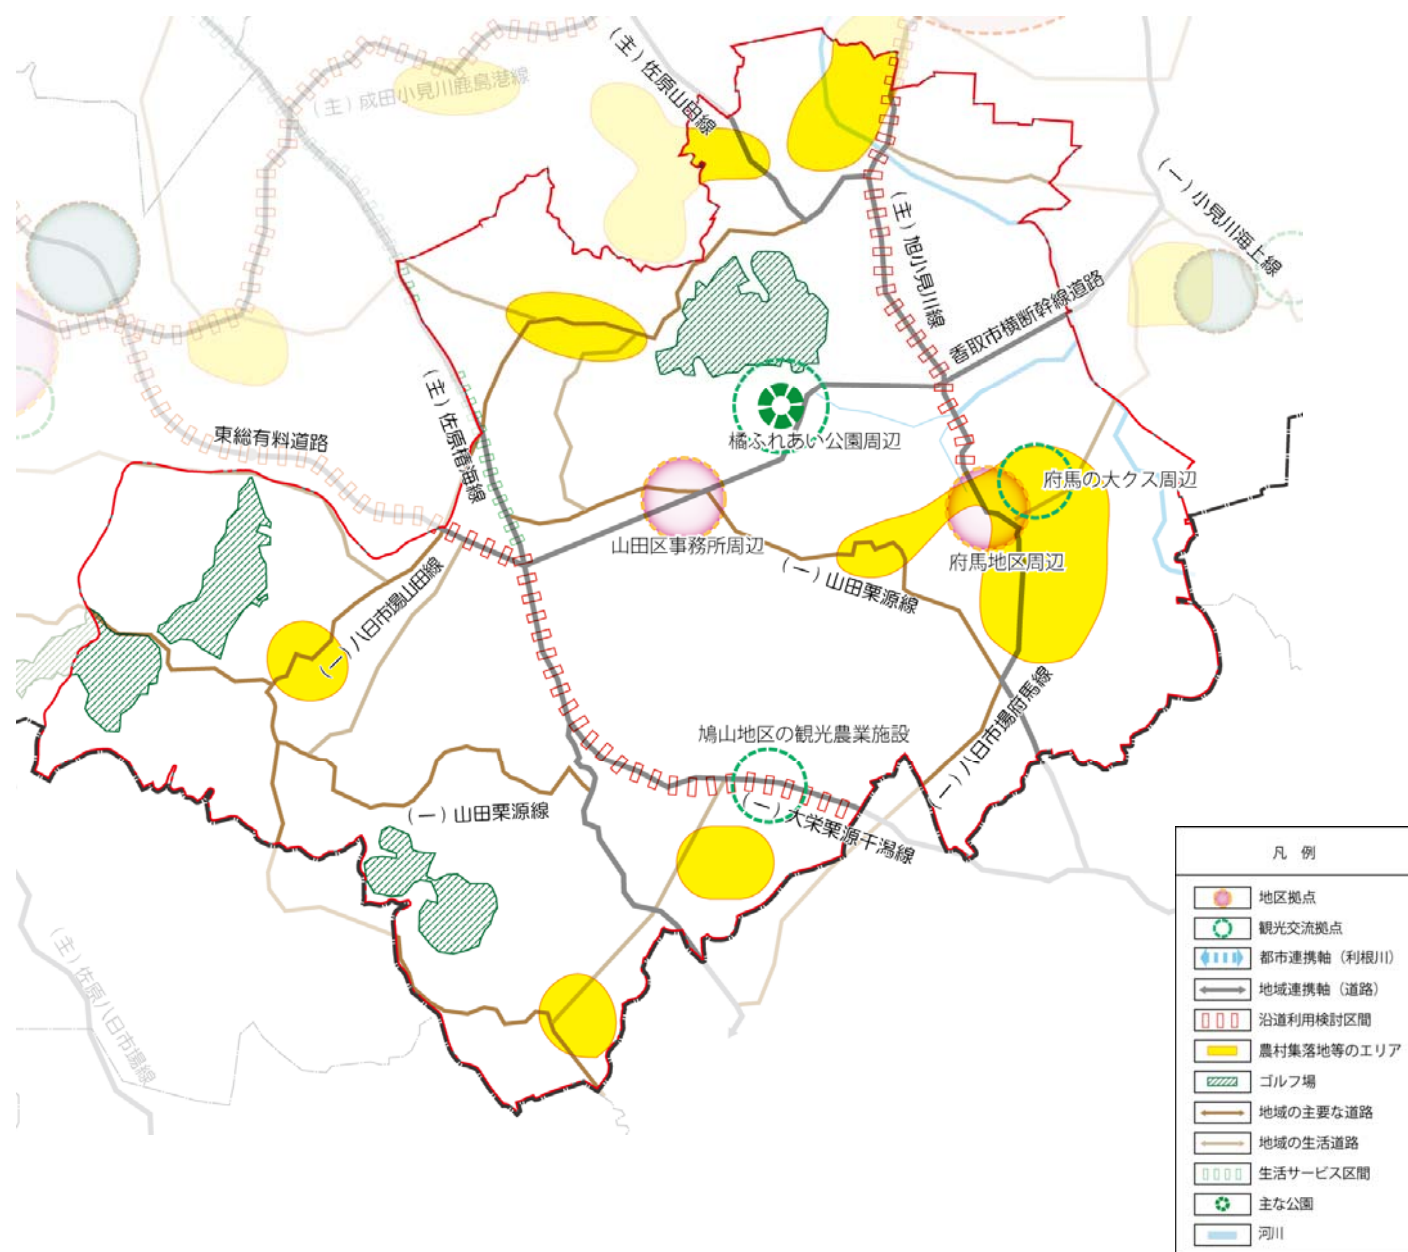 (主)佐原山田線
(主)成田小見川鹿島港線
(一)小見川海上線
(主)旭小見川線
香取市横断幹線道路
(主)佐原椿海線
東総有料道路
橘ふれあい公園周辺
府馬の大クス周辺
山田区事務所周辺
府馬地区周辺
(一)山田栗源線
(一)八日市場山田線
(一)八日市場府馬線
鳩山地区の観光農業施設
(一)山田栗源線
(一)大栄栗源干潟線
(主)佐原八日市場線
凡 例
地区拠点
観光交流拠点
都市連携軸(利根川)
地域連携軸(道路)
沿道利用検討区間
農村集落地等のエリア
ゴルフ場
地域の主要な道路
地域の生活道路
生活サービス区間
主な公園
河川